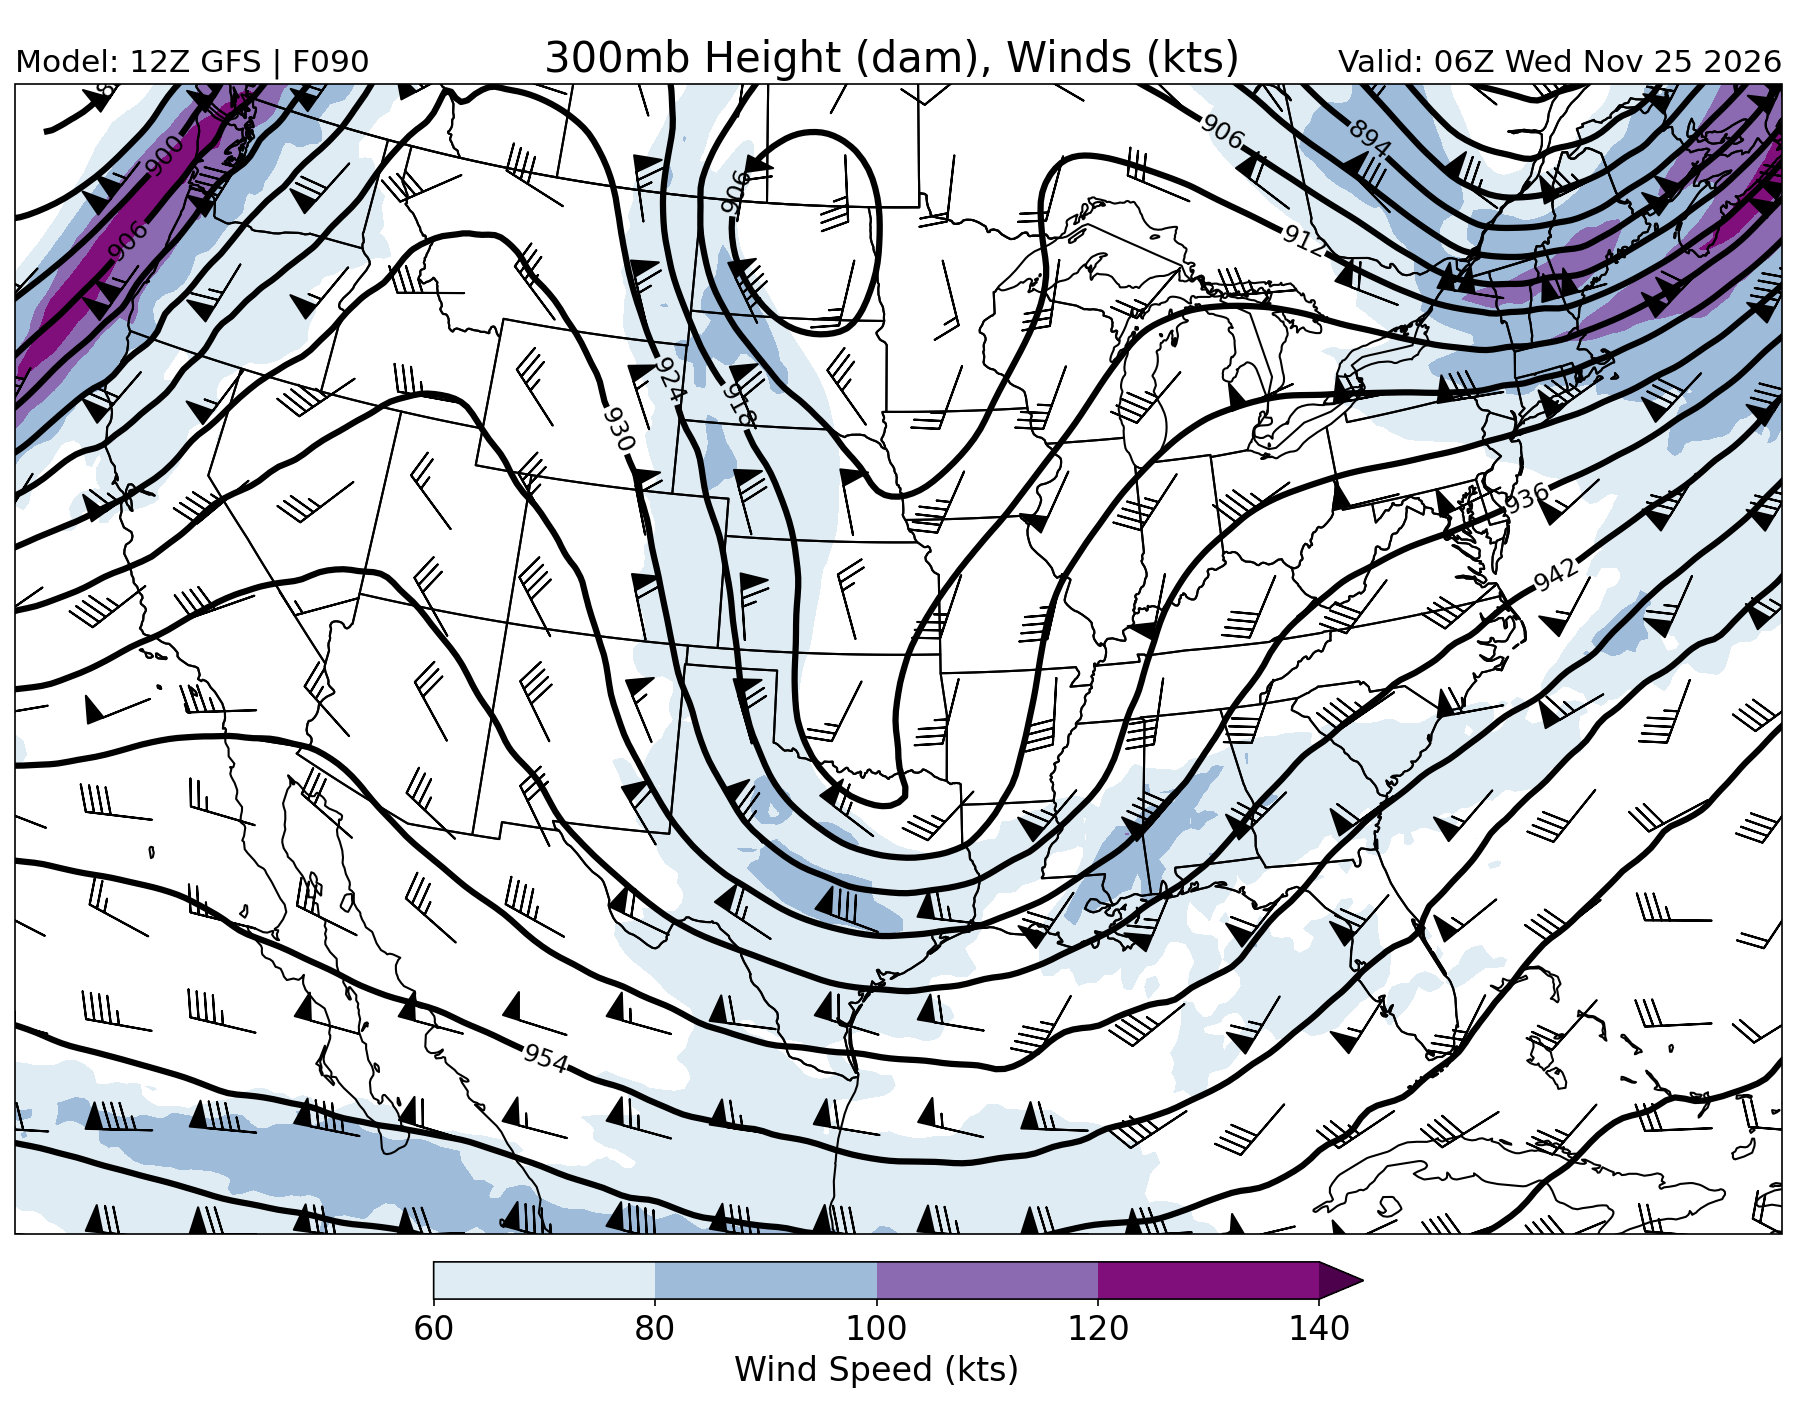 Model: 12Z GFS | F090
300mb Height (dam), Winds (kts)
Valid: 06Z Wed Nov 25 2026
900
906
906
906
894
912
924
918
930
936
942
954
60 80 100 120 140
Wind Speed (kts)